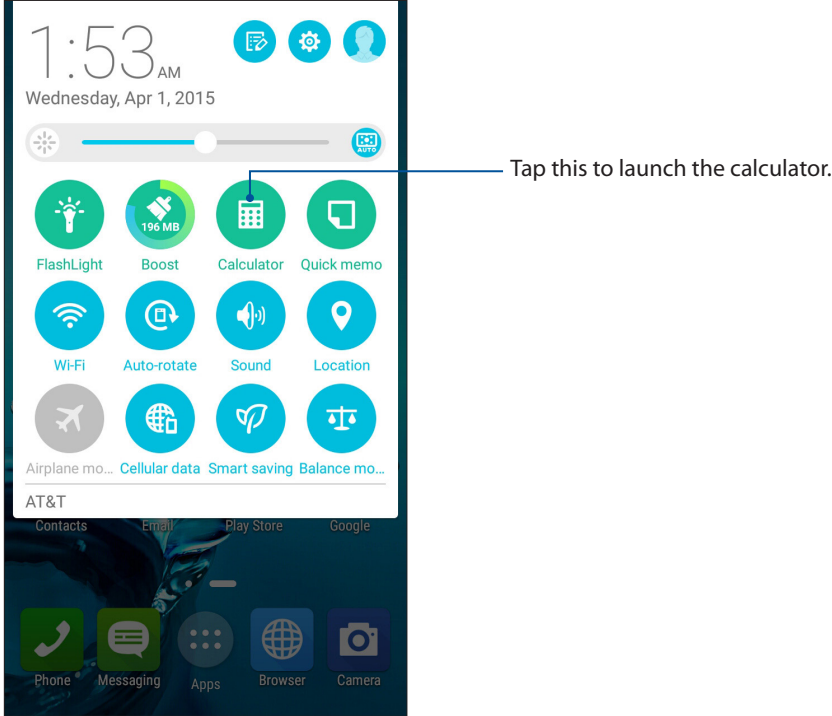 1:53 AM
Wednesday, Apr 1, 2015
AUTO
Tap this to launch the calculator.
196 MB
FlashLight Boost Calculator Quick memo
Wi-Fi Auto-rotate Sound Location
Airplane mo... Cellular data Smart saving Balance mo...
AT&T
Contacts Email Play Store Google
Phone Messaging Apps Browser Camera